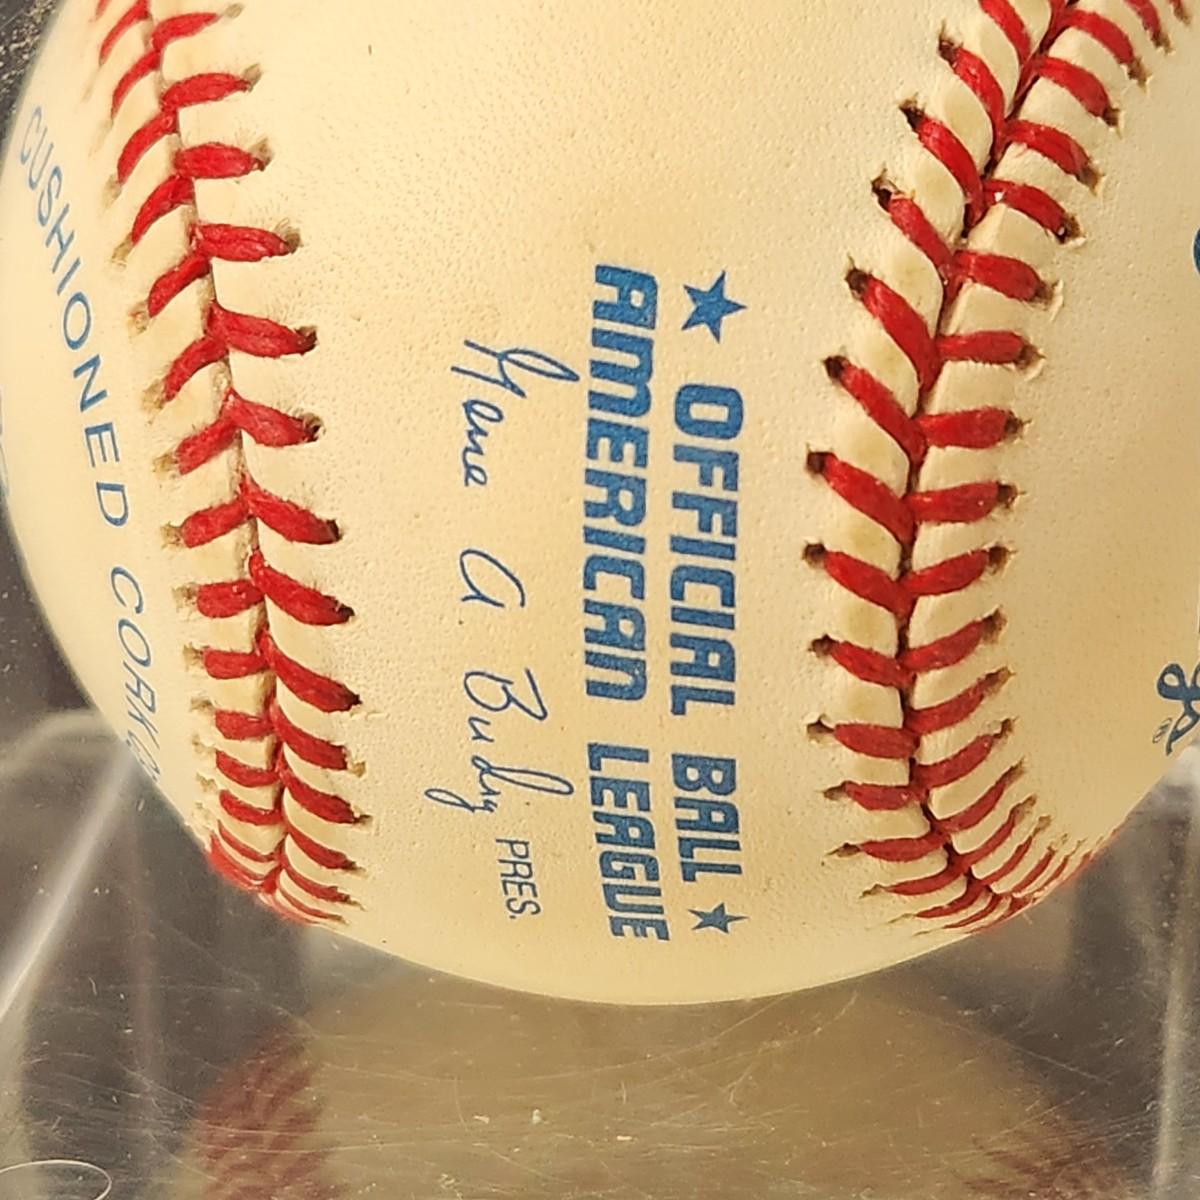 ★ OFFICIAL BALL ★
AMERICAN LEAGUE
Gene A Budig PRES.
CUSHIONED CORK